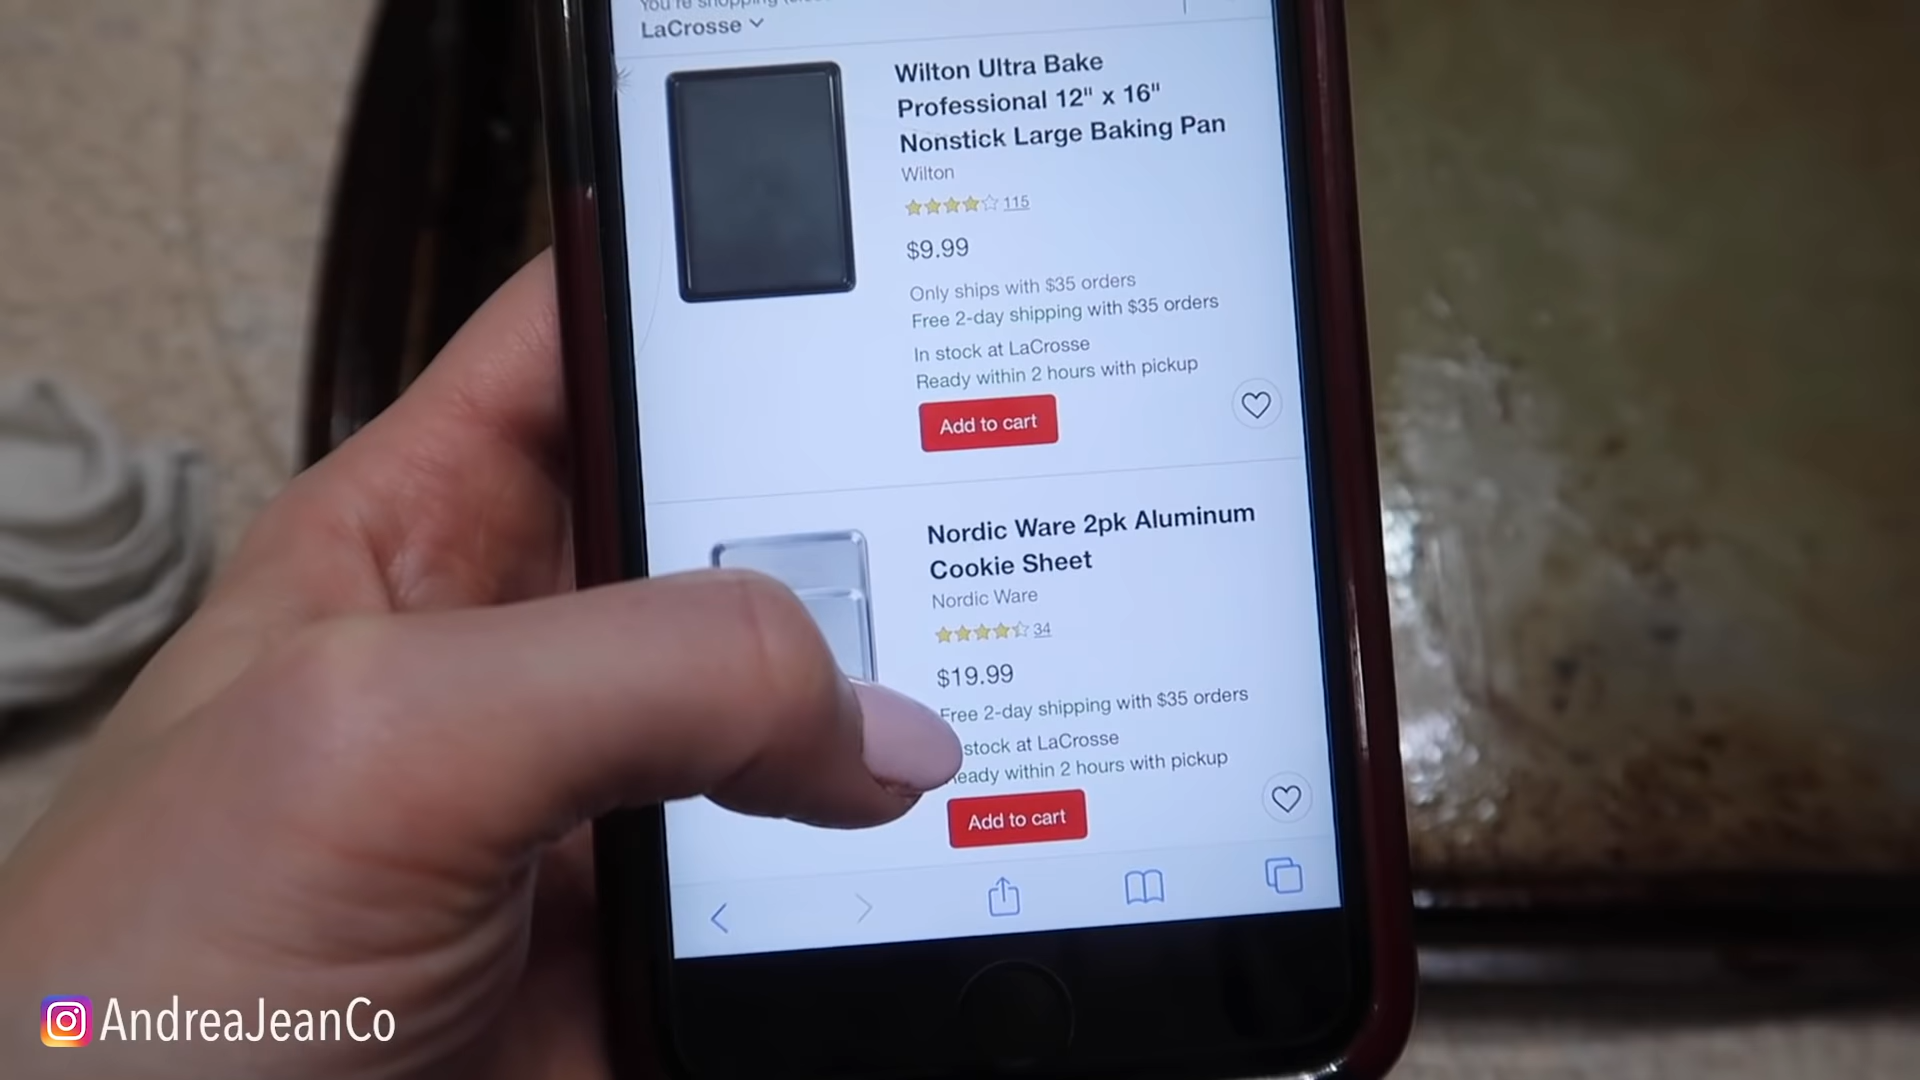 You're shopping
LaCrosse
Wilton Ultra Bake
Professional 12" x 16"
Nonstick Large Baking Pan
Wilton
115
$9.99
Only ships with $35 orders
Free 2-day shipping with $35 orders
In stock at LaCrosse
Ready within 2 hours with pickup
Add to cart
Nordic Ware 2pk Aluminum
Cookie Sheet
Nordic Ware
34
$19.99
Free 2-day shipping with $35 orders
stock at LaCrosse
eady within 2 hours with pickup
Add to cart
AndreaJeanCo